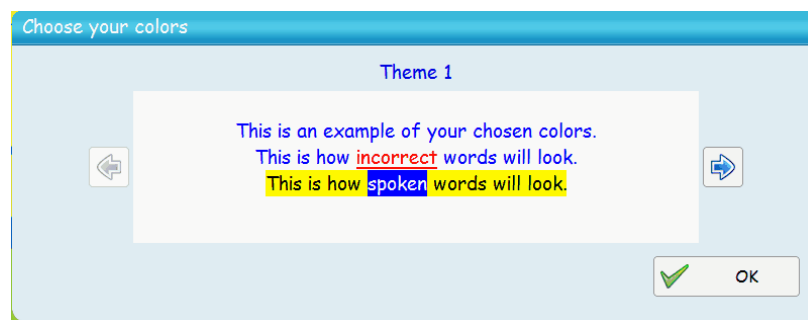 Choose your colors
Theme 1
This is an example of your chosen colors.
This is how incorrect words will look.
This is how spoken words will look.
OK